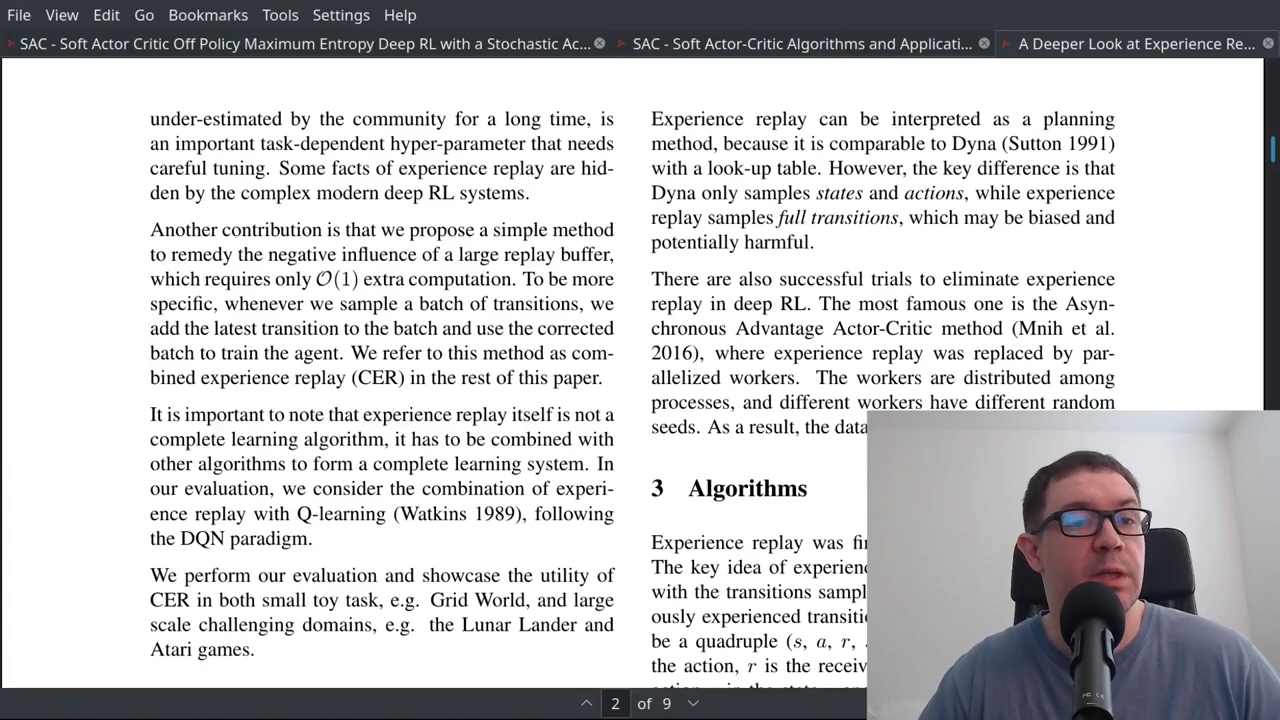 File View Edit Go Bookmarks Tools Settings Help
SAC - Soft Actor Critic Off Policy Maximum Entropy Deep RL with a Stochastic Ac...
SAC - Soft Actor-Critic Algorithms and Applicati...
A Deeper Look at Experience Re...
under-estimated by the community for a long time, is
an important task-dependent hyper-parameter that needs
careful tuning. Some facts of experience replay are hid-
den by the complex modern deep RL systems.
Another contribution is that we propose a simple method
to remedy the negative influence of a large replay buffer,
which requires only O(1) extra computation. To be more
specific, whenever we sample a batch of transitions, we
add the latest transition to the batch and use the corrected
batch to train the agent. We refer to this method as com-
bined experience replay (CER) in the rest of this paper.
It is important to note that experience replay itself is not a
complete learning algorithm, it has to be combined with
other algorithms to form a complete learning system. In
our evaluation, we consider the combination of experi-
ence replay with Q-learning (Watkins 1989), following
the DQN paradigm.
We perform our evaluation and showcase the utility of
CER in both small toy task, e.g. Grid World, and large
scale challenging domains, e.g. the Lunar Lander and
Atari games.
Experience replay can be interpreted as a planning
method, because it is comparable to Dyna (Sutton 1991)
with a look-up table. However, the key difference is that
Dyna only samples states and actions, while experience
replay samples full transitions, which may be biased and
potentially harmful.
There are also successful trials to eliminate experience
replay in deep RL. The most famous one is the Asyn-
chronous Advantage Actor-Critic method (Mnih et al.
2016), where experience replay was replaced by par-
allelized workers. The workers are distributed among
processes, and different workers have different random
seeds. As a result, the data
3 Algorithms
Experience replay was
The key idea of
with the transitions
ously experienced
be a quadruple (s, a, r,
the action, r is the
2 of 9